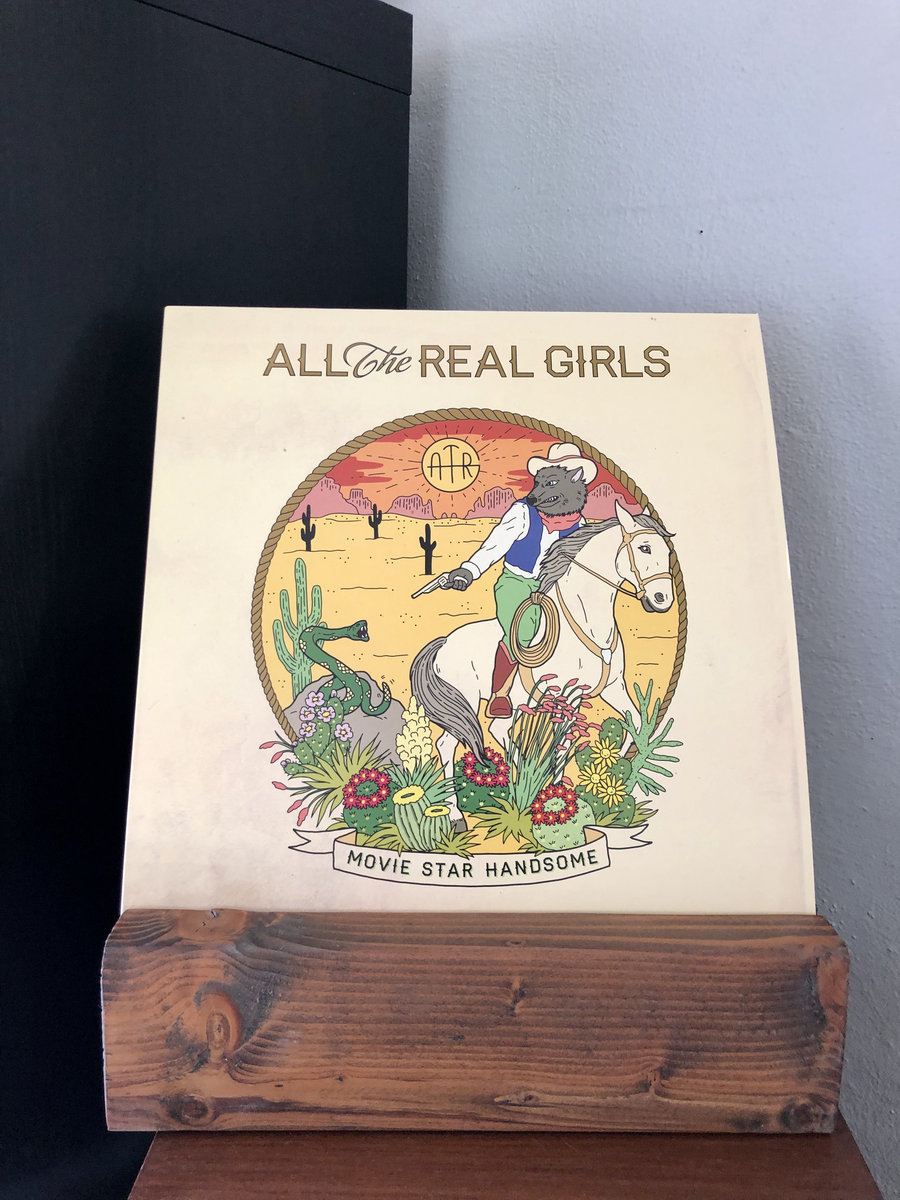 ALL The REAL GIRLS
ATR
MOVIE STAR HANDSOME